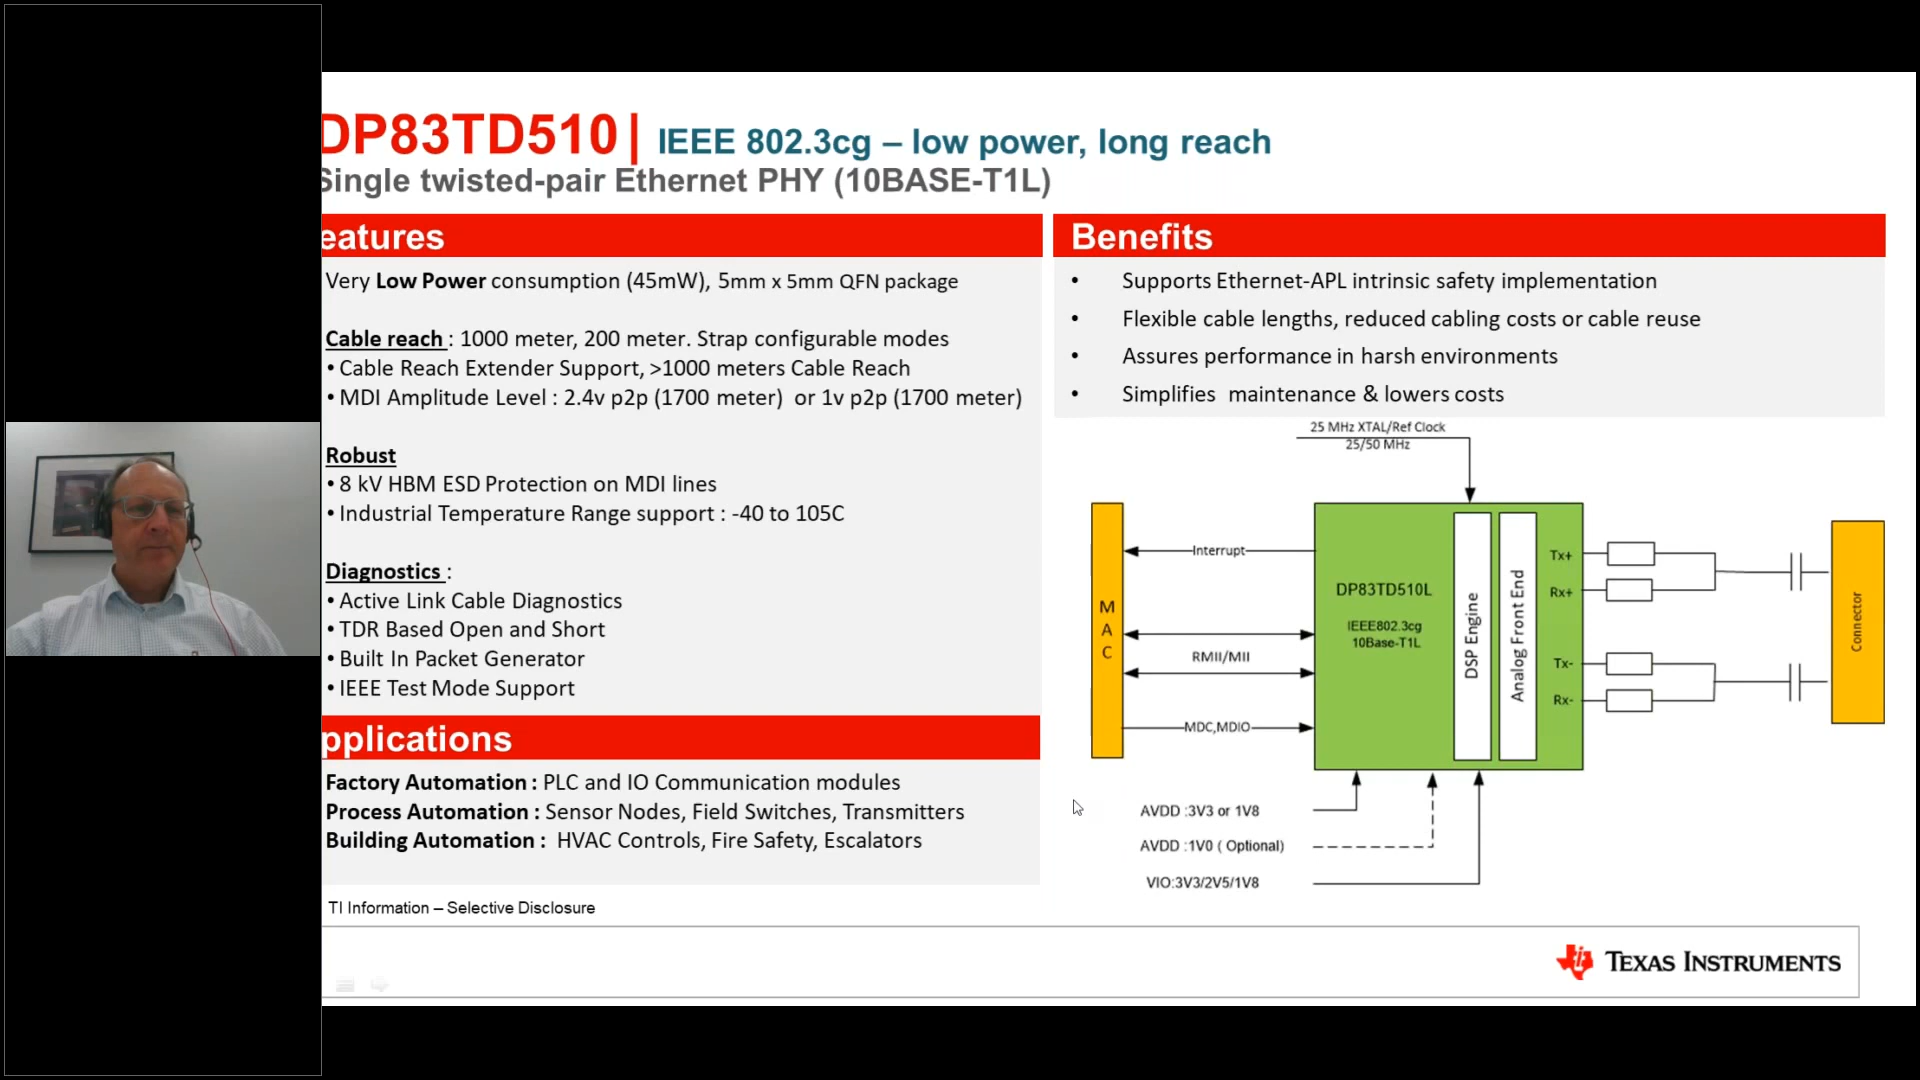 DP83TD510| IEEE 802.3cg – low power, long reach
Single twisted-pair Ethernet PHY (10BASE-T1L)
eatures
Very Low Power consumption (45mW), 5mm x 5mm QFN package
Cable reach : 1000 meter, 200 meter. Strap configurable modes
• Cable Reach Extender Support, >1000 meters Cable Reach
• MDI Amplitude Level : 2.4v p2p (1700 meter) or 1v p2p (1700 meter)
Robust
• 8 kV HBM ESD Protection on MDI lines
• Industrial Temperature Range support : -40 to 105C
Diagnostics :
• Active Link Cable Diagnostics
• TDR Based Open and Short
• Built In Packet Generator
• IEEE Test Mode Support
pplications
Factory Automation : PLC and IO Communication modules
Process Automation : Sensor Nodes, Field Switches, Transmitters
Building Automation : HVAC Controls, Fire Safety, Escalators
Benefits
• Supports Ethernet-APL intrinsic safety implementation
• Flexible cable lengths, reduced cabling costs or cable reuse
• Assures performance in harsh environments
• Simplifies maintenance & lowers costs
25 MHz XTAL/Ref Clock
25/50 MHz
MAC
Interrupt
RMII/MII
MDC,MDIO
DP83TD510L
IEEE802.3cg
10Base-T1L
DSP Engine
Analog Front End
Tx+
Rx+
Tx-
Rx-
Connector
AVDD :3V3 or 1V8
AVDD :1V0 ( Optional)
VIO:3V3/2V5/1V8
TI Information – Selective Disclosure
TEXAS INSTRUMENTS